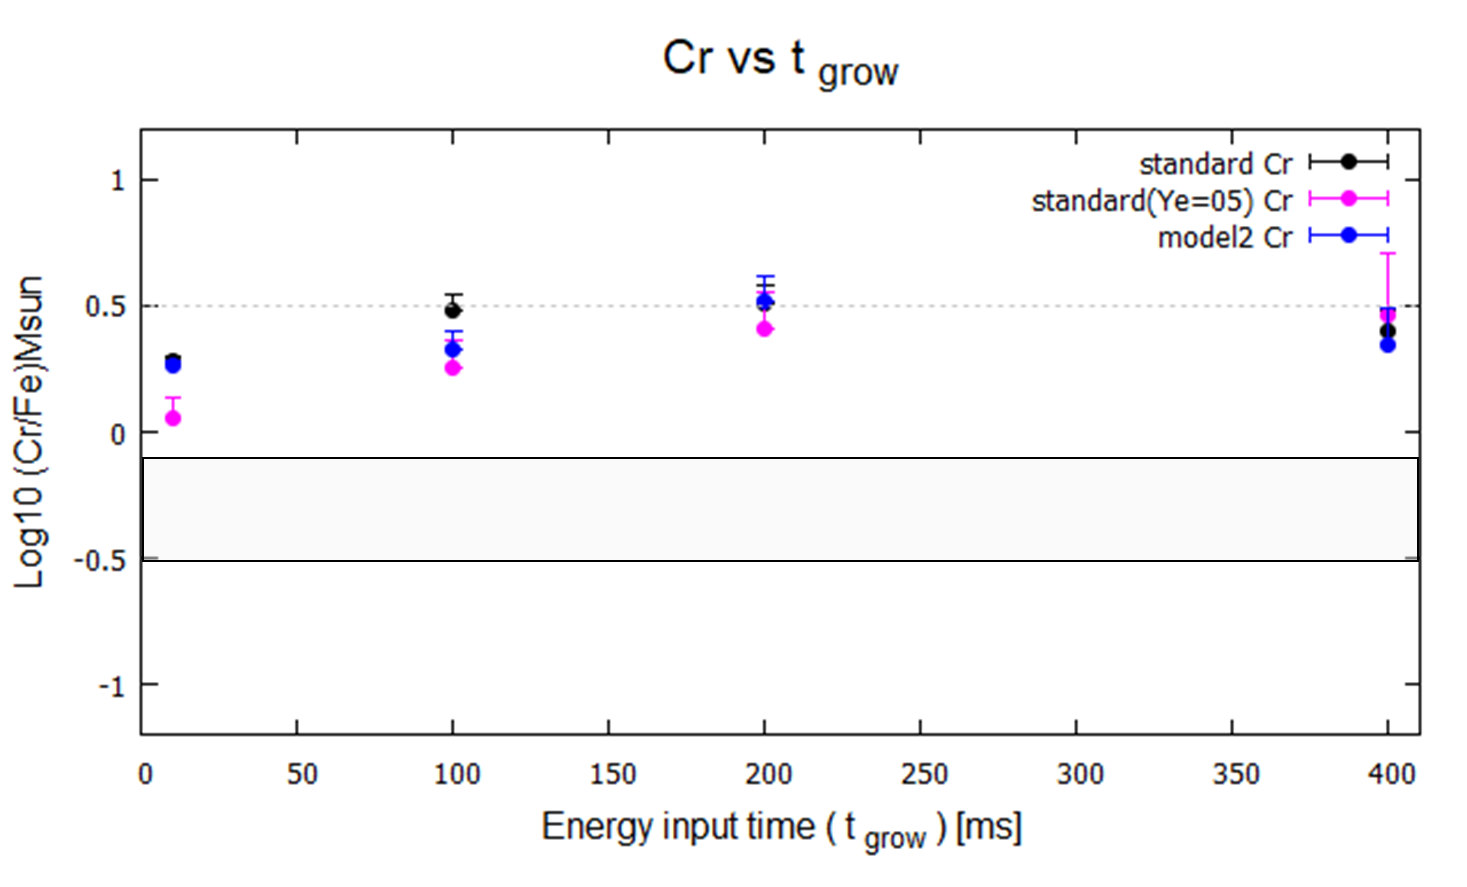 Cr vs t grow
standard Cr
standard(Ye=05) Cr
model2 Cr
1
0.5
0
-0.5
-1
Log10 (Cr/Fe)Msun
0 50 100 150 200 250 300 350 400
Energy input time ( t grow ) [ms]